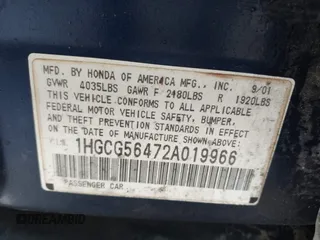 MFD. BY HONDA OF AMERICA MFG., INC. 9/01
GVWR 4035LBS GAWR F 2180LBS R 1920LBS
THIS VEHICLE CONFORMS TO ALL APPLICABLE
FEDERAL MOTOR VEHICLE SAFETY, BUMPER,
AND THEFT PREVENTION STANDARDS IN EFFECT ON
THE DATE OF MANUFACTURE SHOWN ABOVE.
1HGCG56472A019966
PASSENGER CAR